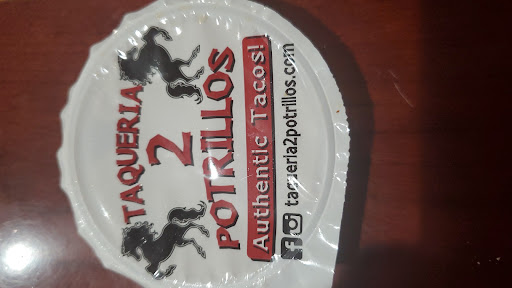 TAQUERIA
2
POTRILLOS
Authentic Tacos!
taqueria2potrillos.com